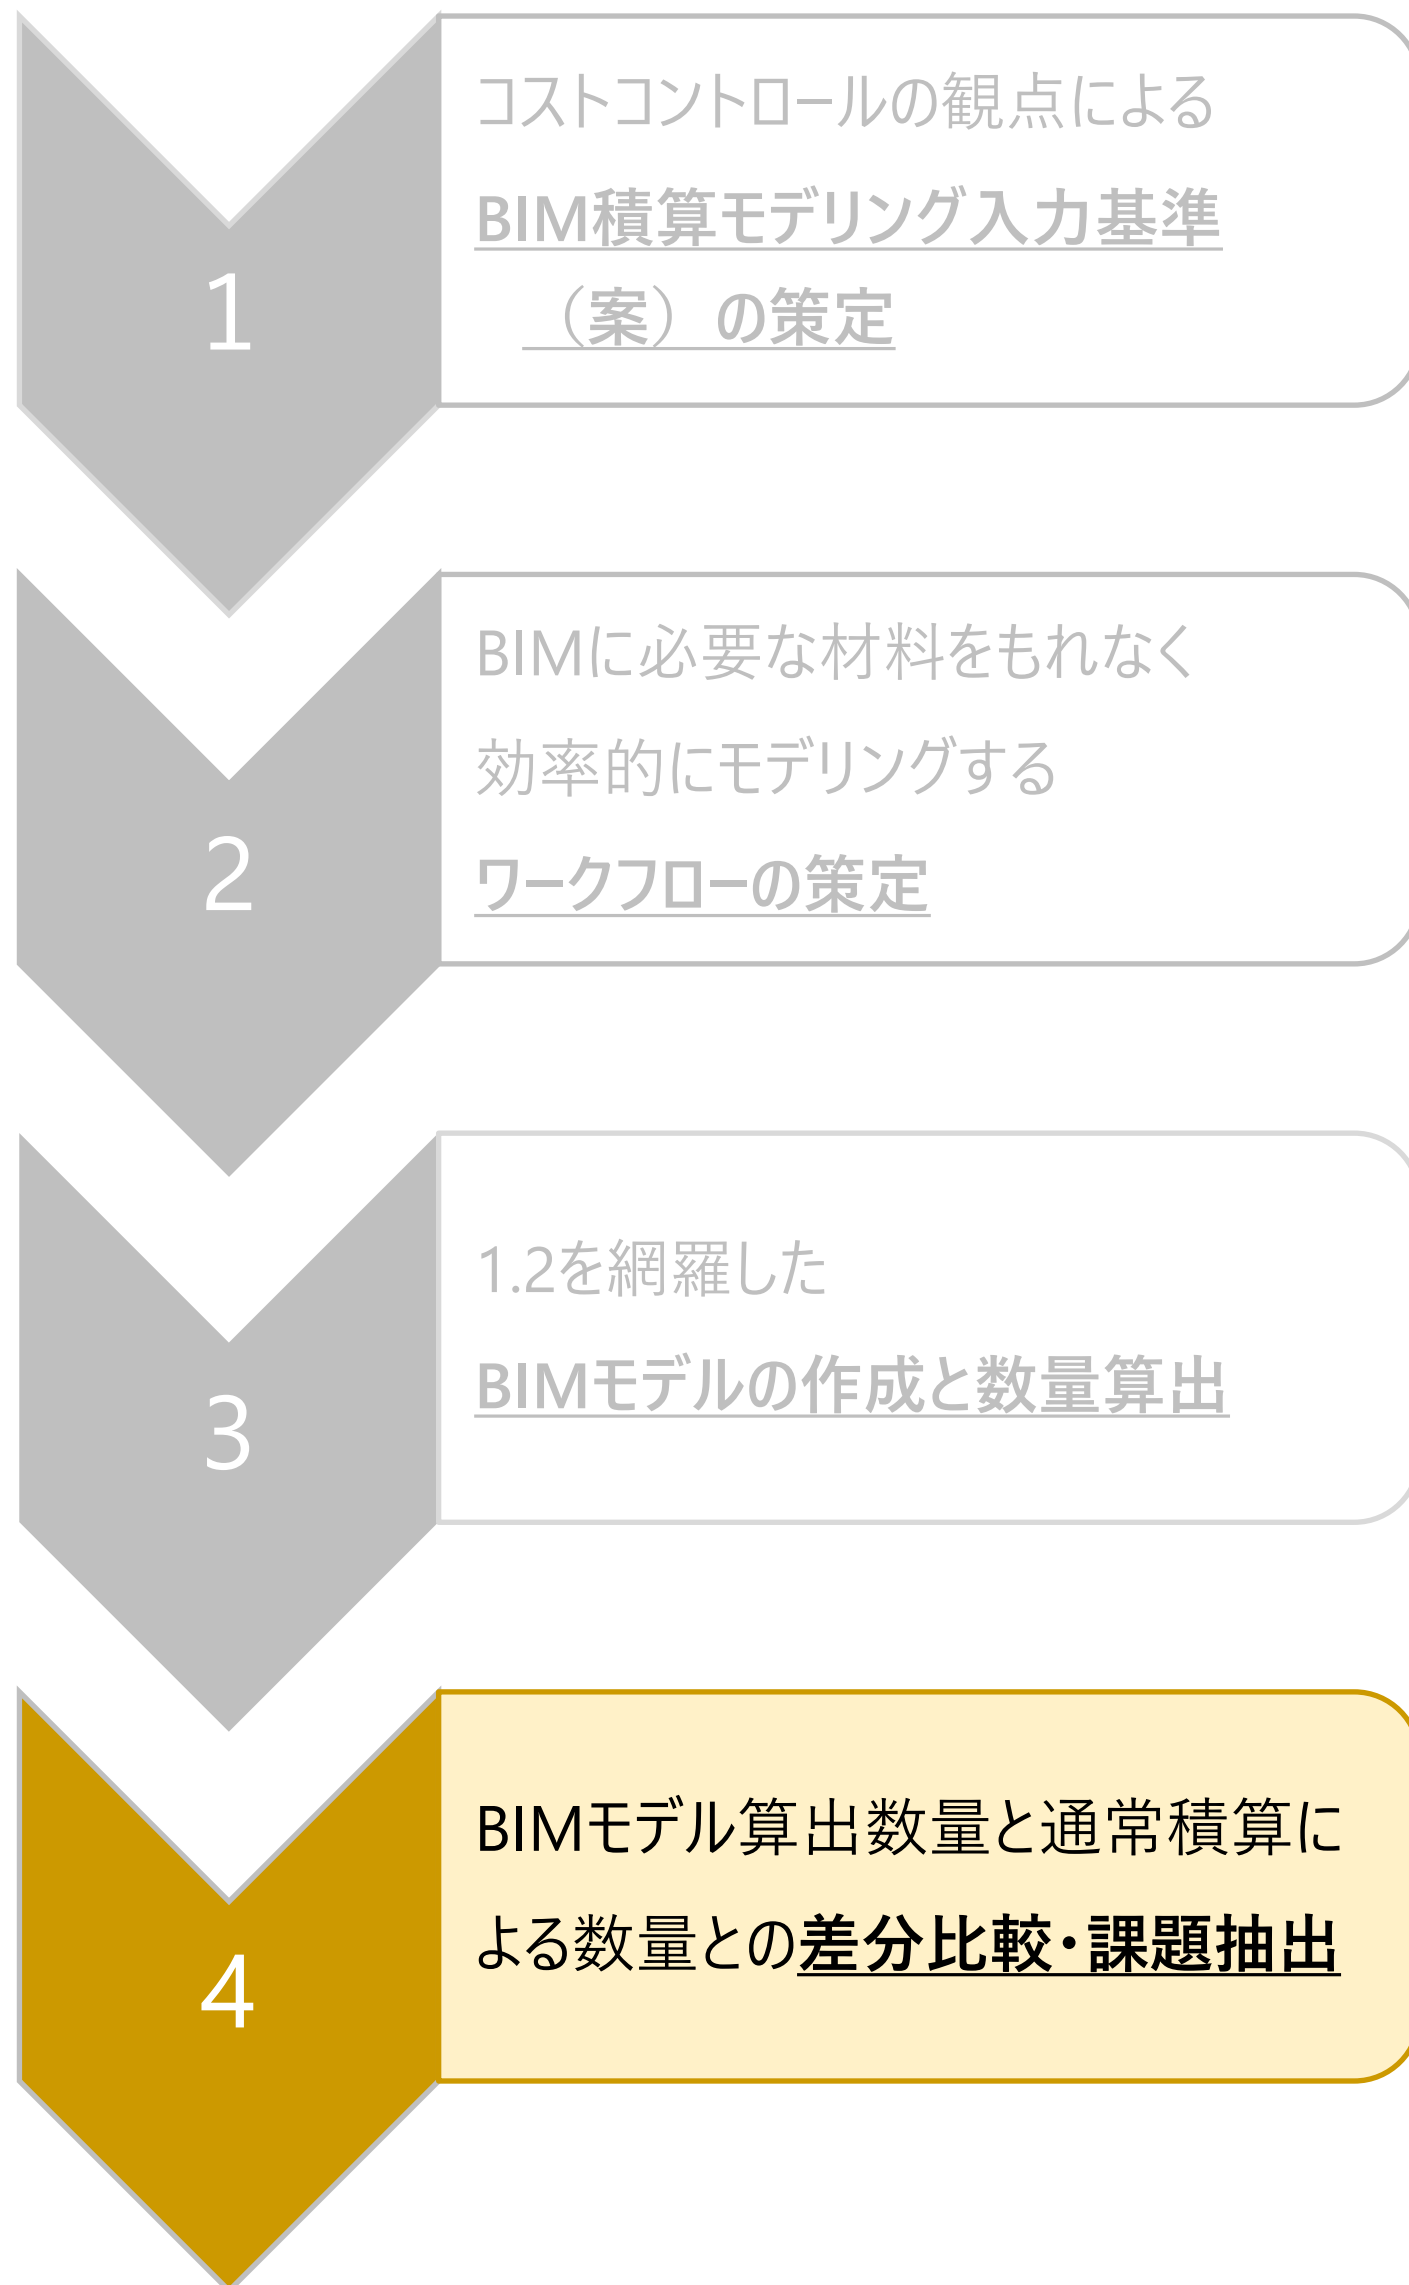 1
コストコントロールの観点による
BIM積算モデリング入力基準
（案）の策定
2
BIMに必要な材料をもれなく
効率的にモデリングする
ワークフローの策定
3
1.2を網羅した
BIMモデルの作成と数量算出
4
BIMモデル算出数量と通常積算に
よる数量との差分比較・課題抽出